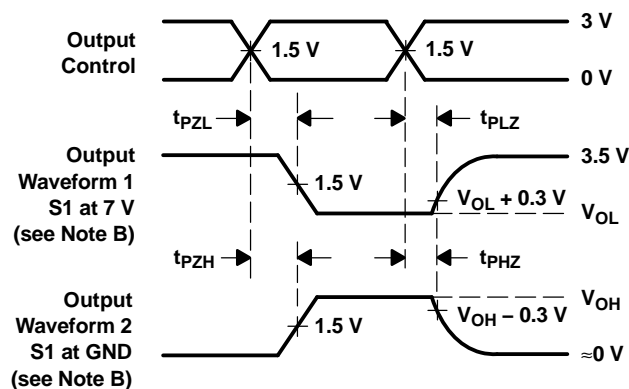 Output
Control
1.5 V
1.5 V
3 V
0 V
tPZL
tPLZ
Output
Waveform 1
S1 at 7 V
(see Note B)
1.5 V
3.5 V
VOL + 0.3 V
VOL
tPZH
tPHZ
Output
Waveform 2
S1 at GND
(see Note B)
1.5 V
VOH
VOH − 0.3 V
≈0 V